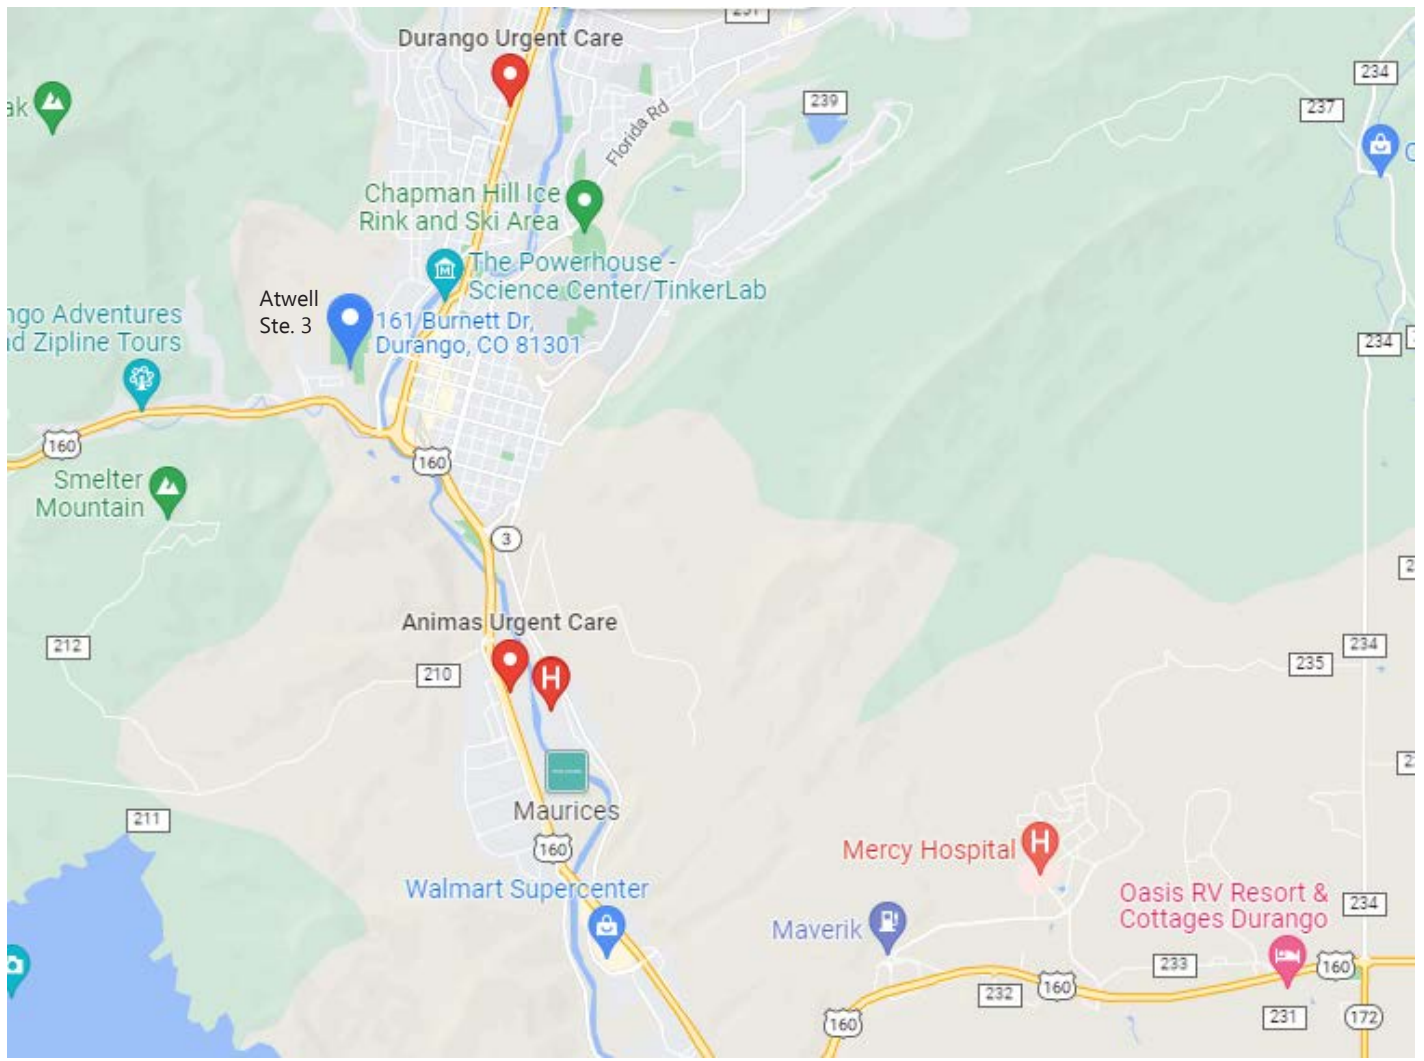 231
Durango Urgent Care
234
237
239
ak
Florida Rd
Chapman Hill Ice
Rink and Ski Area
The Powerhouse -
Science Center/TinkerLab
Atwell
Ste. 3
161 Burnett Dr,
Durango, CO 81301
ngo Adventures
nd Zipline Tours
234
160
160
Smelter
Mountain
3
Animas Urgent Care
212
210
H
234
235
Maurices
211
160
Mercy Hospital
H
Walmart Supercenter
Oasis RV Resort &
Cottages Durango
234
Maverik
233
160
232
160
160
231
172
M